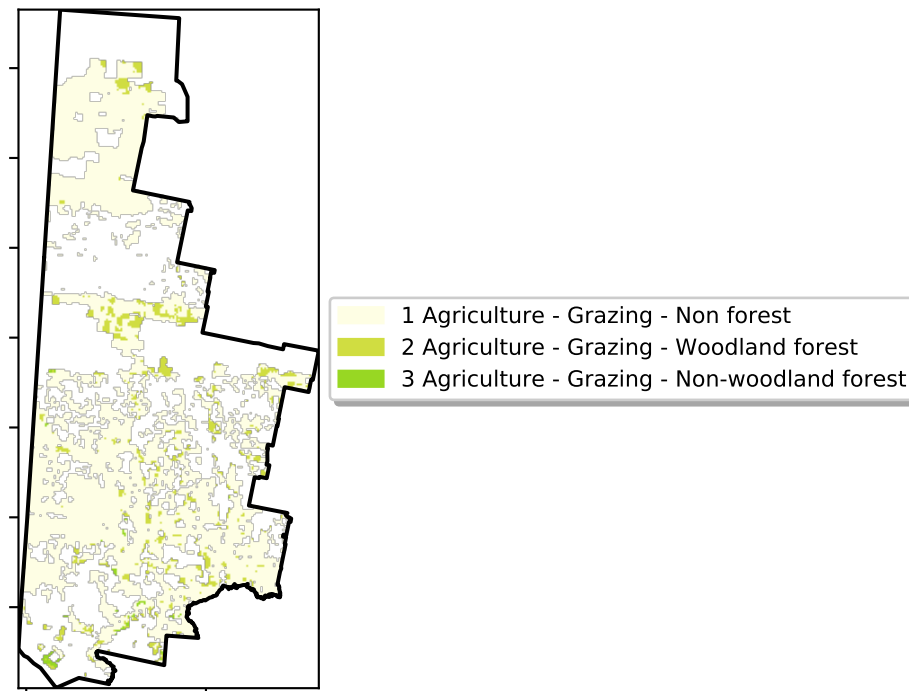 1 Agriculture - Grazing - Non forest
2 Agriculture - Grazing - Woodland forest
3 Agriculture - Grazing - Non-woodland forest